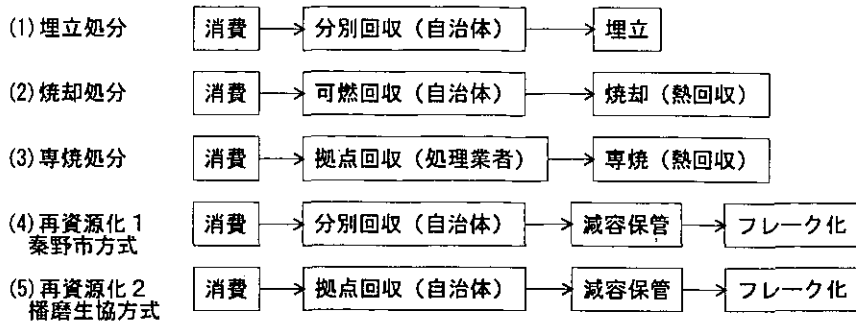 (1)埋立処分 消費 分別回収(自治体) 埋立
(2)焼却処分 消費 可燃回収(自治体) 焼却(熱回収)
(3)専焼処分 消費 拠点回収(処理業者) 専焼(熱回収)
(4)再資源化1 消費 分別回収(自治体) 減容保管 フレーク化
秦野市方式
(5)再資源化2 消費 拠点回収(自治体) 減容保管 フレーク化
播磨生協方式